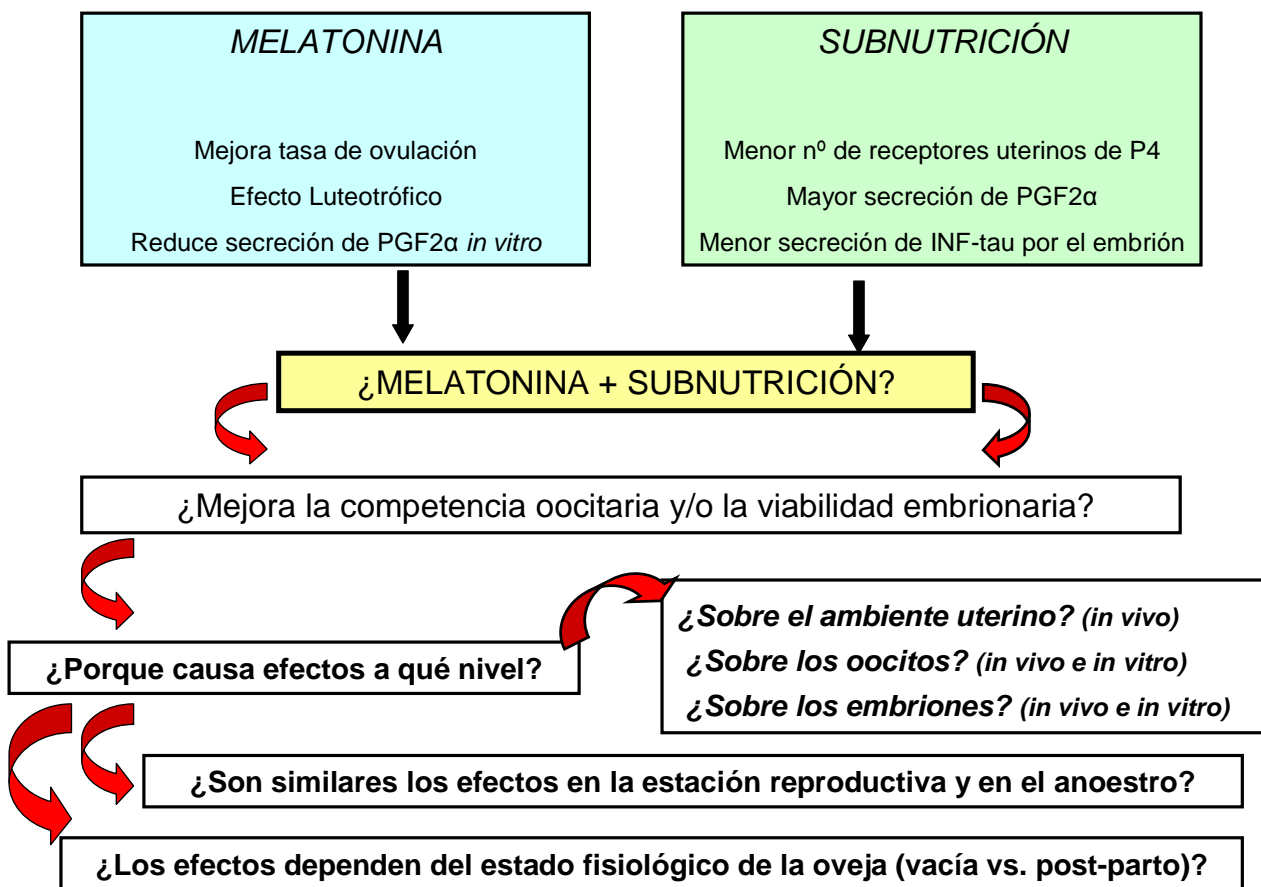 MELATONINA
Mejora tasa de ovulación
Efecto Luteotrófico
Reduce secreción de PGF2α in vitro
SUBNUTRICIÓN
Menor nº de receptores uterinos de P4
Mayor secreción de PGF2α
Menor secreción de INF-tau por el embrión
¿MELATONINA + SUBNUTRICIÓN?
¿Mejora la competencia oocitaria y/o la viabilidad embrionaria?
¿Porque causa efectos a qué nivel?
¿Sobre el ambiente uterino? (in vivo)
¿Sobre los oocitos? (in vivo e in vitro)
¿Sobre los embriones? (in vivo e in vitro)
¿Son similares los efectos en la estación reproductiva y en el anoestro?
¿Los efectos dependen del estado fisiológico de la oveja (vacía vs. post-parto)?